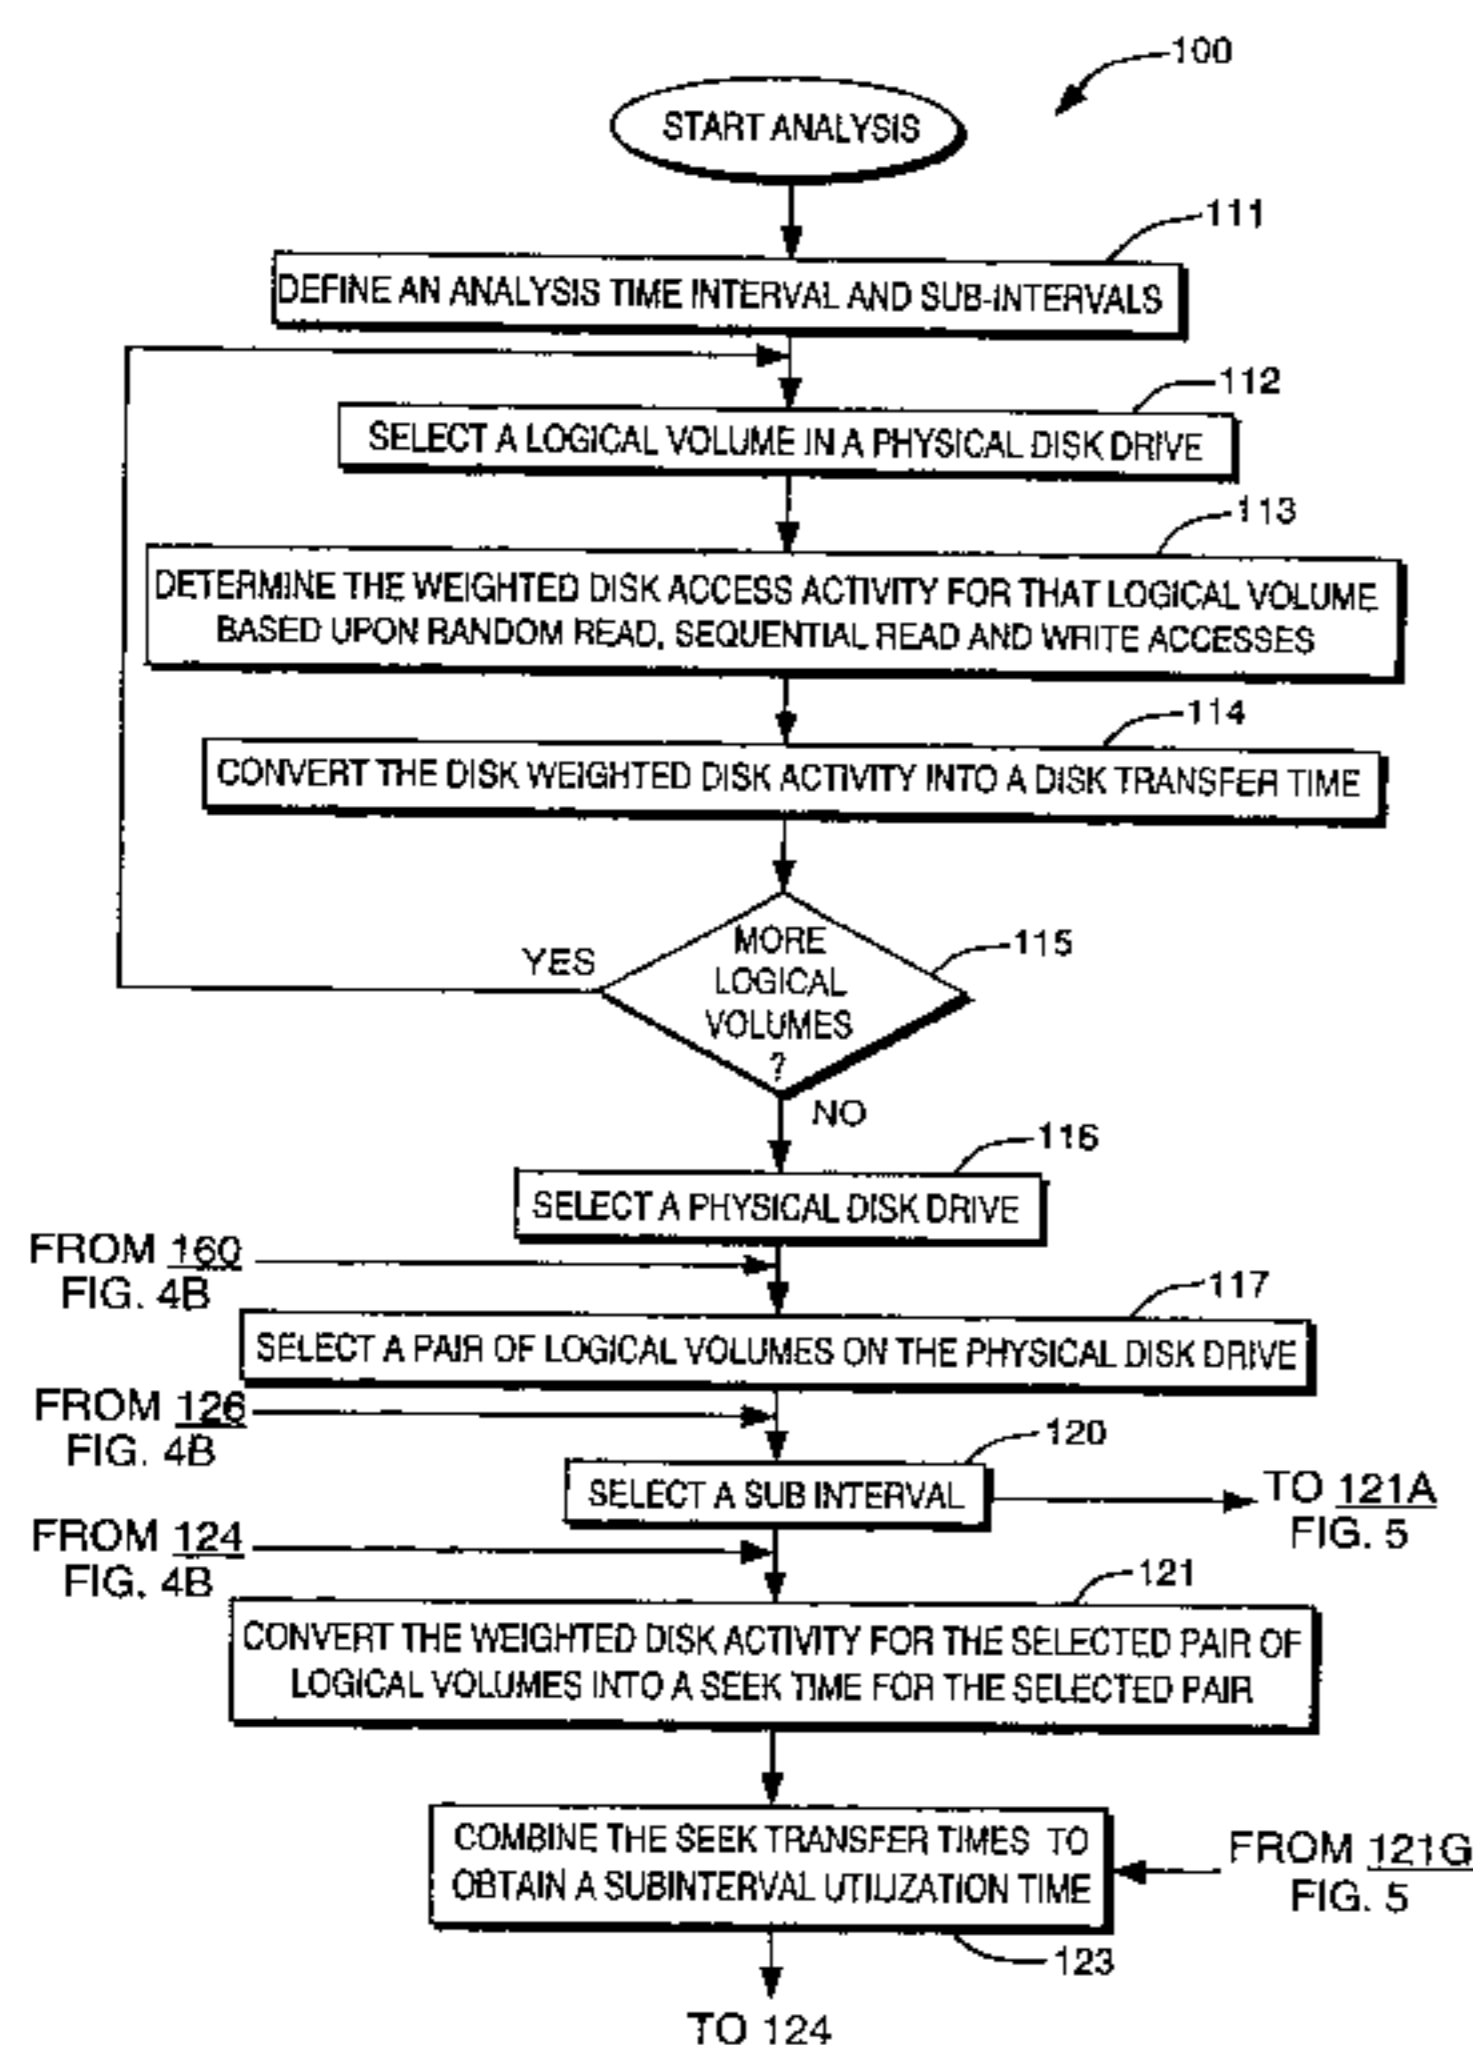 100
START ANALYSIS
111
DEFINE AN ANALYSIS TIME INTERVAL AND SUB-INTERVALS
112
SELECT A LOGICAL VOLUME IN A PHYSICAL DISK DRIVE
113
DETERMINE THE WEIGHTED DISK ACCESS ACTIVITY FOR THAT LOGICAL VOLUME
BASED UPON RANDOM READ, SEQUENTIAL READ AND WRITE ACCESSES
114
CONVERT THE DISK WEIGHTED DISK ACTIVITY INTO A DISK TRANSFER TIME
115
YES
MORE
LOGICAL
VOLUMES
?
NO
116
SELECT A PHYSICAL DISK DRIVE
FROM 160
FIG. 4B
117
SELECT A PAIR OF LOGICAL VOLUMES ON THE PHYSICAL DISK DRIVE
FROM 126
FIG. 4B
120
SELECT A SUB INTERVAL
TO 121A
FIG. 5
FROM 124
FIG. 4B
121
CONVERT THE WEIGHTED DISK ACTIVITY FOR THE SELECTED PAIR OF
LOGICAL VOLUMES INTO A SEEK TIME FOR THE SELECTED PAIR
COMBINE THE SEEK TRANSFER TIMES TO
OBTAIN A SUBINTERVAL UTILIZATION TIME
FROM 121G
FIG. 5
123
TO 124